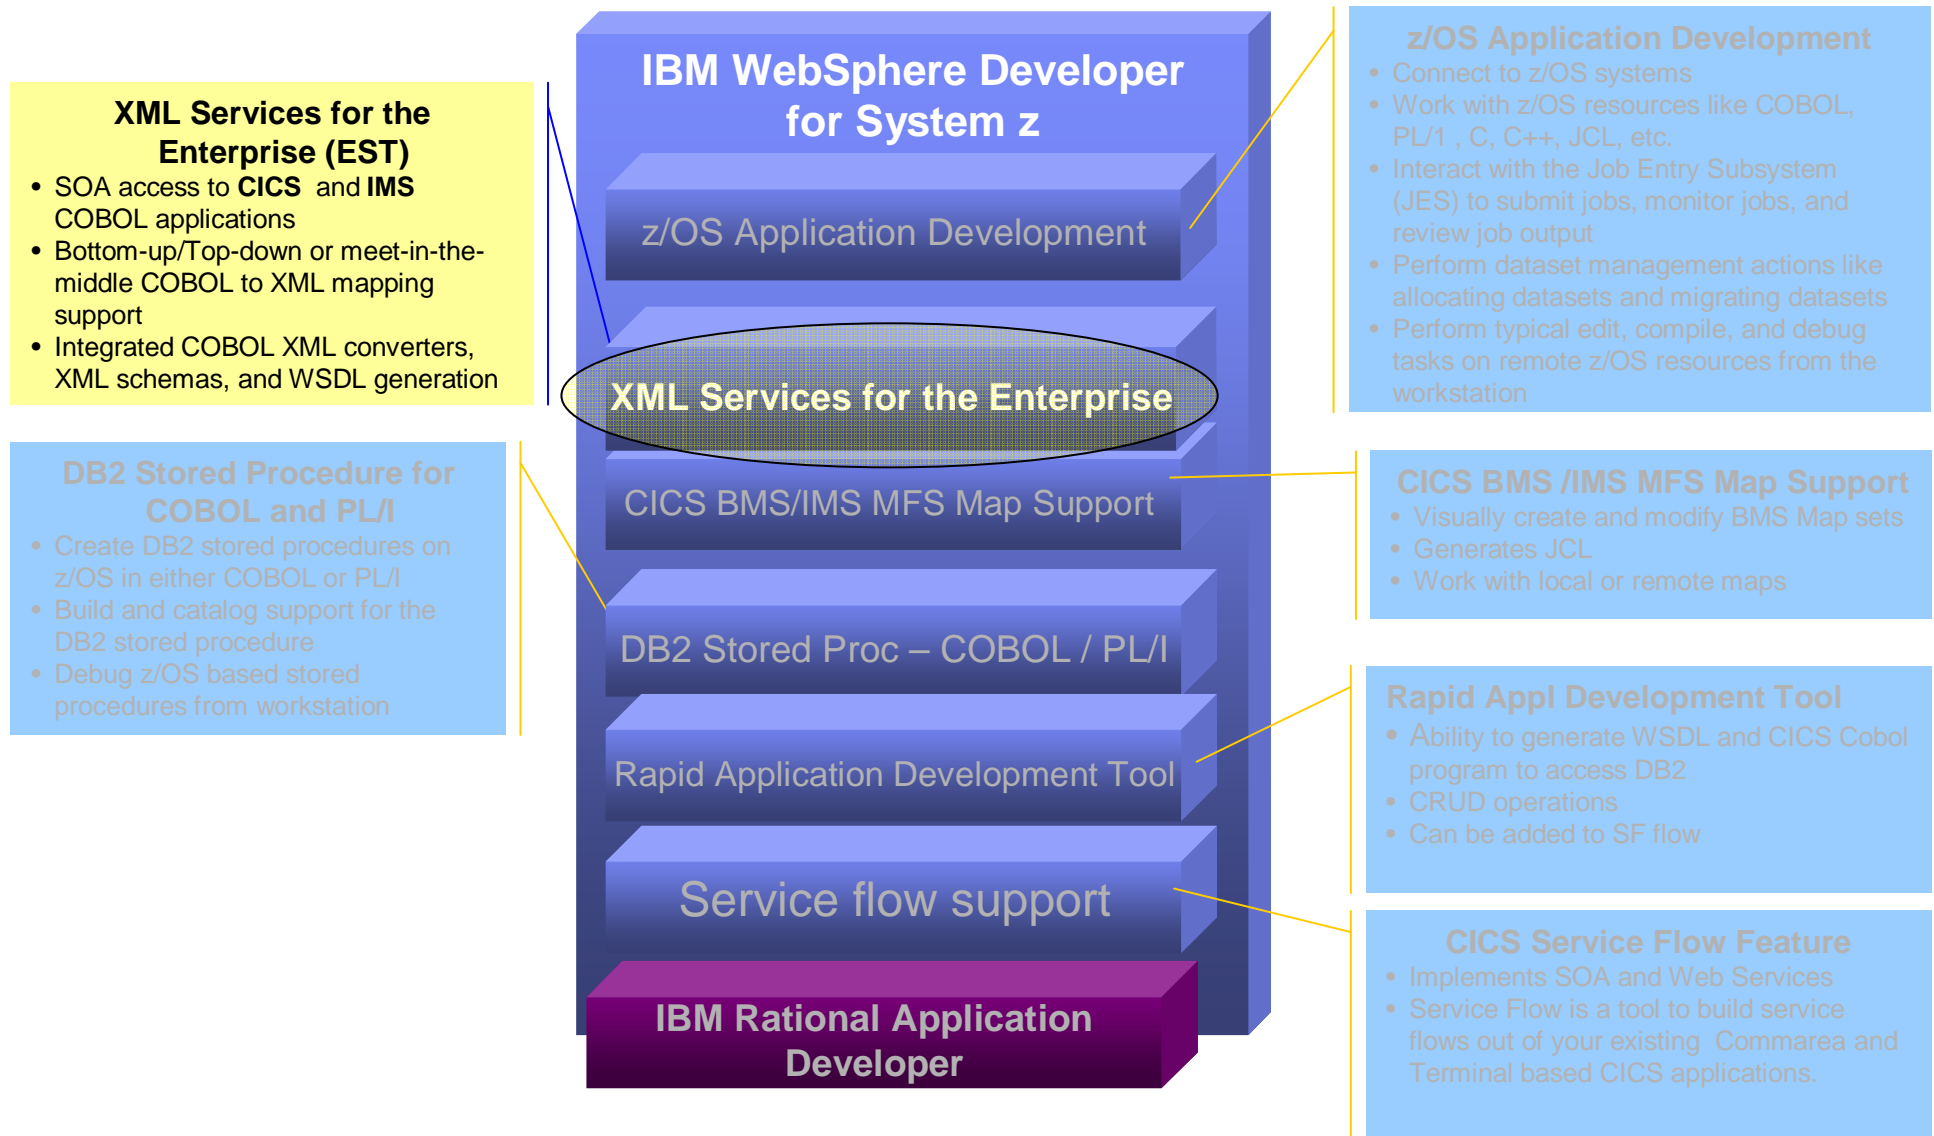 IBM WebSphere Developer
for System z
XML Services for the
Enterprise (EST)
• SOA access to CICS and IMS
COBOL applications
• Bottom-up/Top-down or meet-in-the-
middle COBOL to XML mapping
support
• Integrated COBOL XML converters,
XML schemas, and WSDL generation
DB2 Stored Procedure for
COBOL and PL/I
• Create DB2 stored procedures on
z/OS in either COBOL or PL/I
• Build and catalog support for the
DB2 stored procedure
• Debug z/OS based stored
procedures from workstation
z/OS Application Development
XML Services for the Enterprise
CICS BMS/IMS MFS Map Support
DB2 Stored Proc – COBOL / PL/I
Rapid Application Development Tool
Service flow support
IBM Rational Application
Developer
z/OS Application Development
• Connect to z/OS systems
• Work with z/OS resources like COBOL,
PL/1 , C, C++, JCL, etc.
• Interact with the Job Entry Subsystem
(JES) to submit jobs, monitor jobs, and
review job output
• Perform dataset management actions like
allocating datasets and migrating datasets
• Perform typical edit, compile, and debug
tasks on remote z/OS resources from the
workstation
CICS BMS /IMS MFS Map Support
• Visually create and modify BMS Map sets
• Generates JCL
• Work with local or remote maps
Rapid Appl Development Tool
• Ability to generate WSDL and CICS Cobol
program to access DB2
• CRUD operations
• Can be added to SF flow
CICS Service Flow Feature
• Implements SOA and Web Services
• Service Flow is a tool to build service
flows out of your existing Commarea and
Terminal based CICS applications.